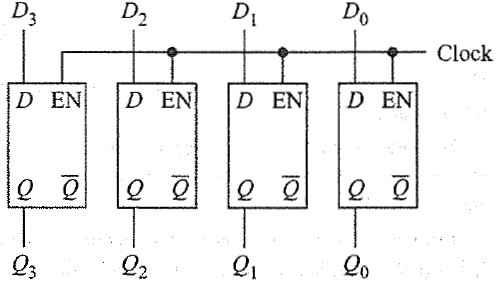 D₃ D₂ D₁ D₀
Clock
D EN D EN D EN D EN
Q Q̅ Q Q̅ Q Q̅ Q Q̅
Q₃ Q₂ Q₁ Q₀